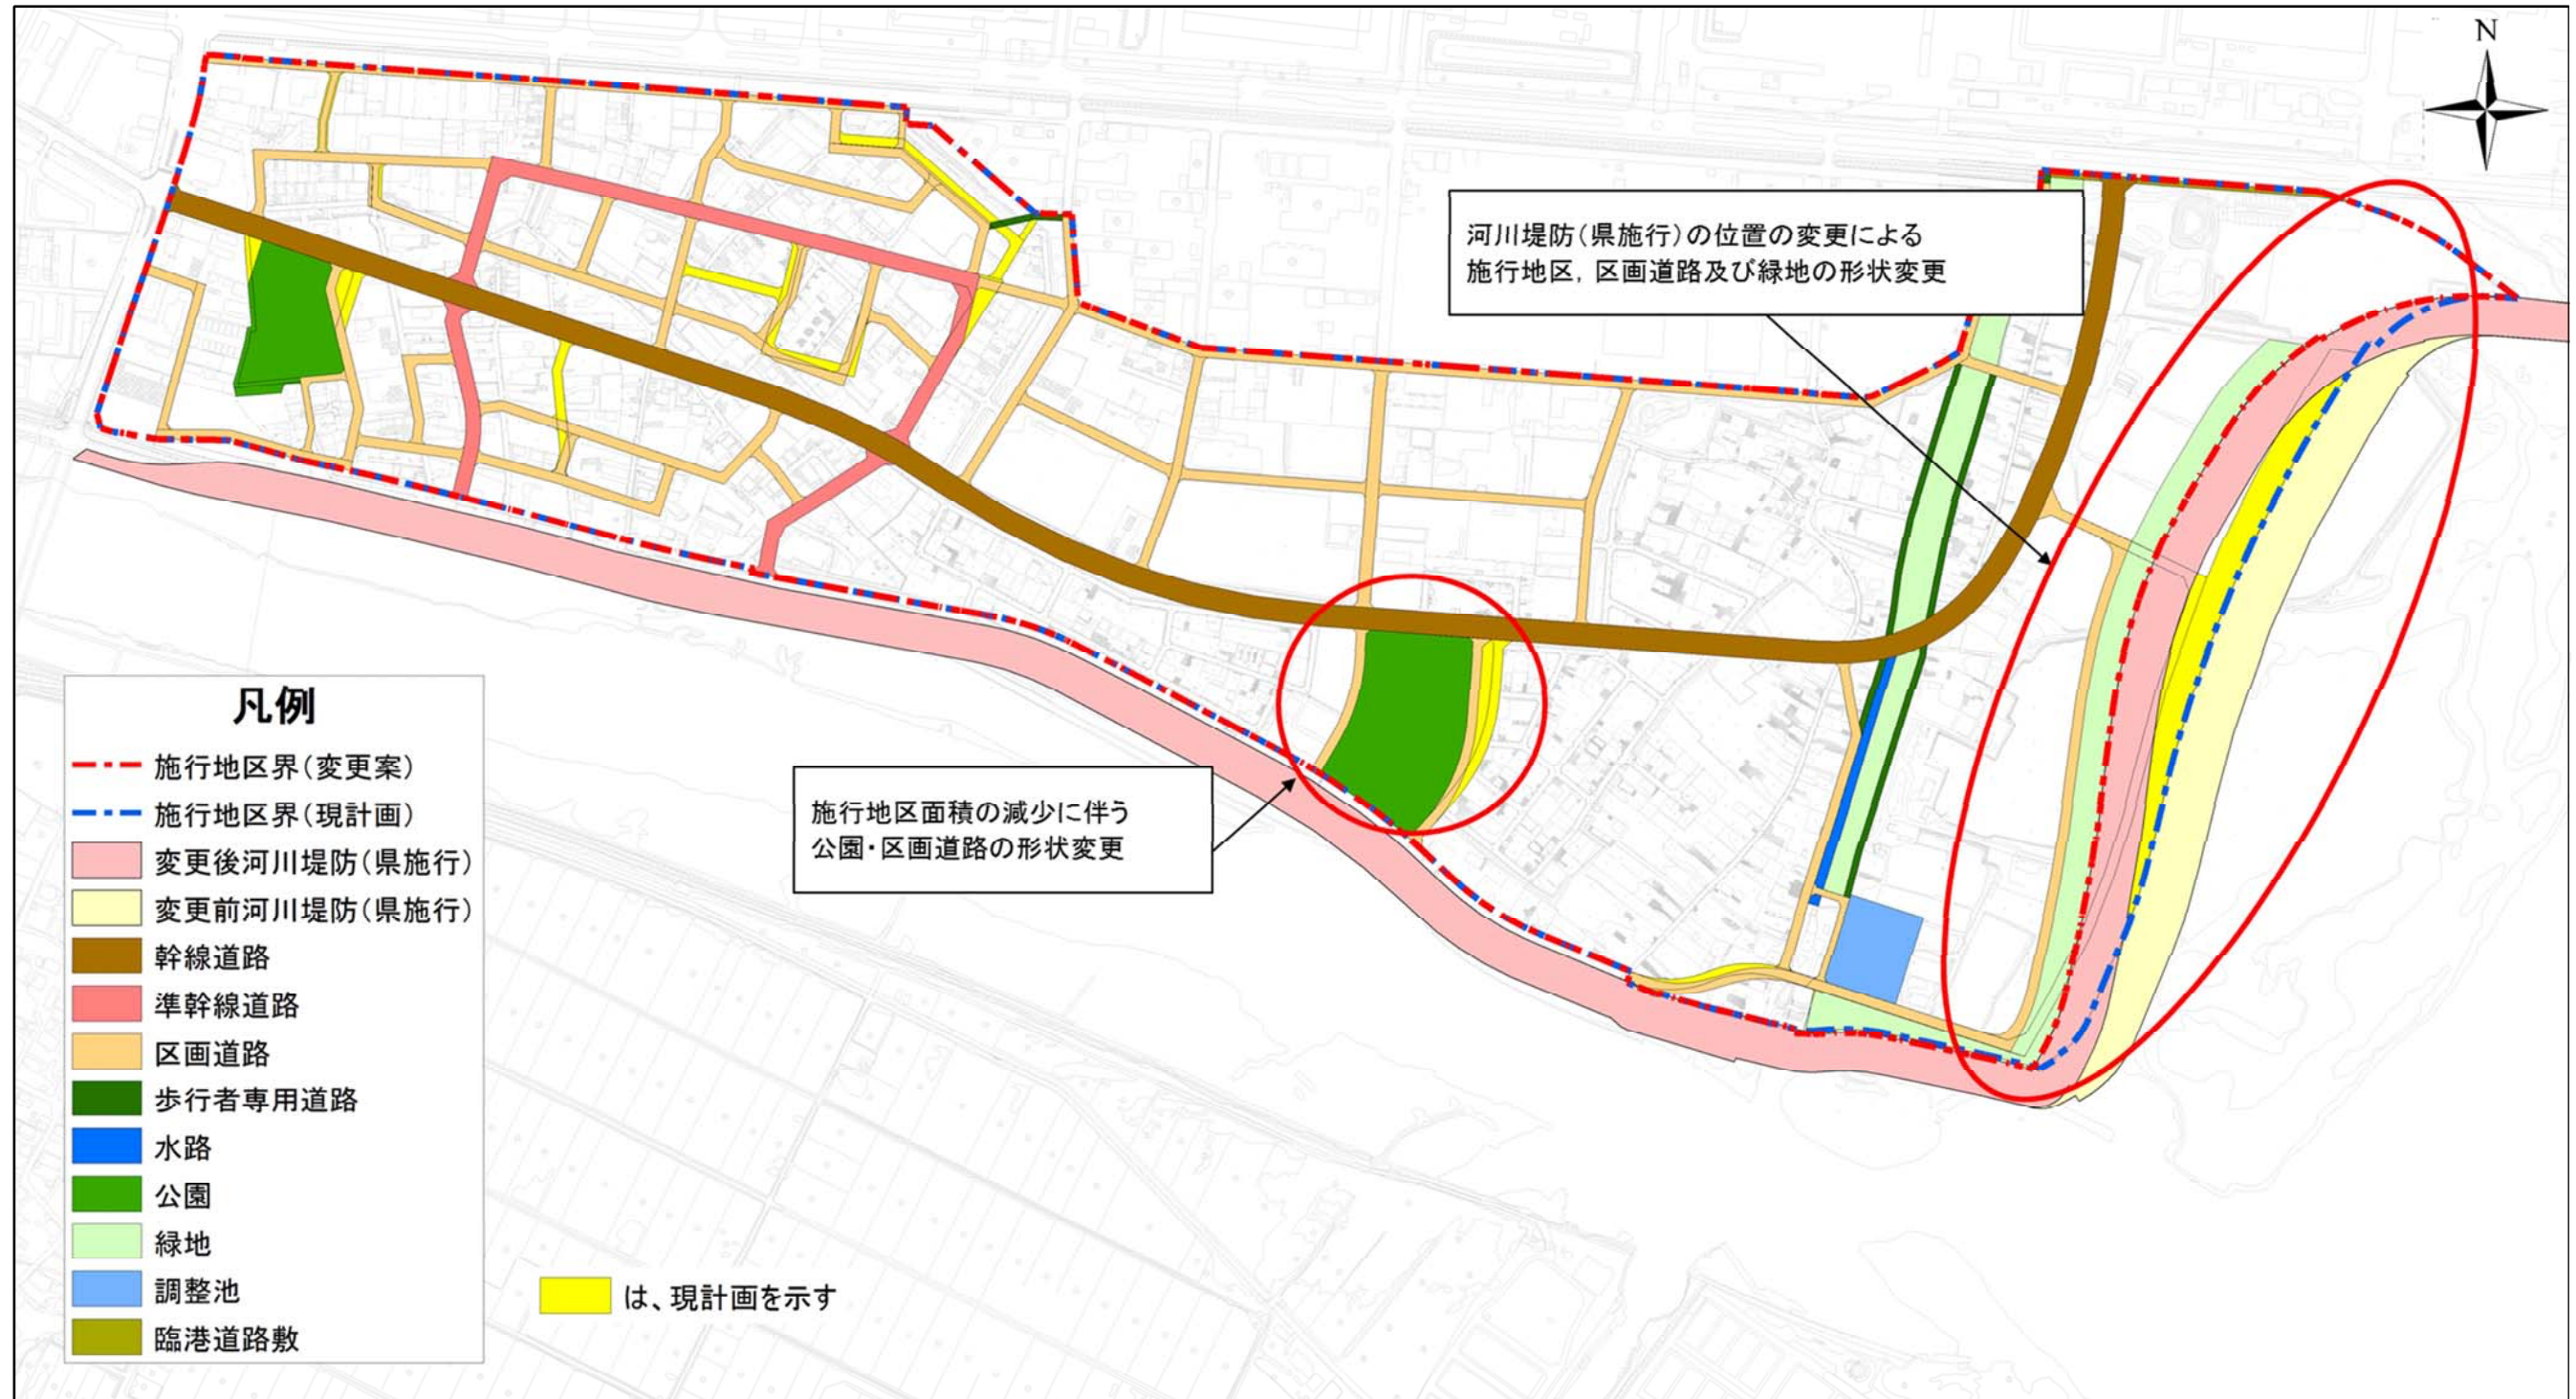 N
河川堤防(県施行)の位置の変更による
施行地区, 区画道路及び緑地の形状変更
施行地区面積の減少に伴う
公園・区画道路の形状変更
凡例
施行地区界(変更案)
施行地区界(現計画)
変更後河川堤防(県施行)
変更前河川堤防(県施行)
幹線道路
準幹線道路
区画道路
歩行者専用道路
水路
公園
緑地
調整池
臨港道路敷
は、現計画を示す